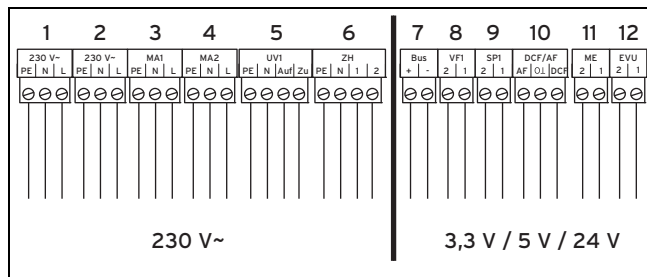 1 2 3 4 5 6 7 8 9 10 11 12
230 V~ 230 V~ MA1 MA2 UV1 ZH Bus VF1 SP1 DCF/AF ME EVU
PE N L PE N L PE N L PE N L PE N Auf Zu PE N 1 2 + - 2 1 2 1 AF O⊥ DCF 2 1 2 1
230 V~ 3,3 V / 5 V / 24 V